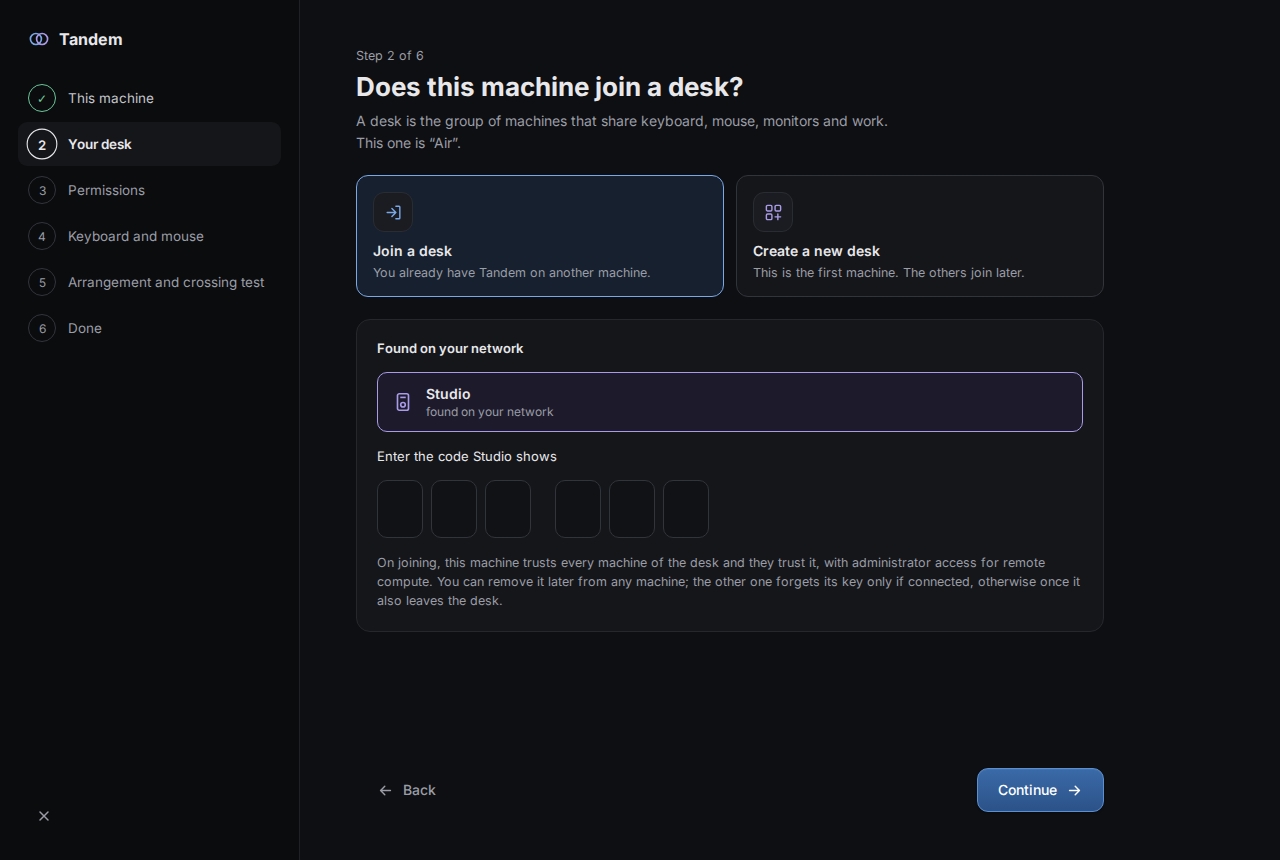 Tandem
✓ This machine
2 Your desk
3 Permissions
4 Keyboard and mouse
5 Arrangement and crossing test
6 Done
Step 2 of 6
Does this machine join a desk?
A desk is the group of machines that share keyboard, mouse, monitors and work.
This one is “Air”.
Join a desk
You already have Tandem on another machine.
Create a new desk
This is the first machine. The others join later.
Found on your network
Studio
found on your network
Enter the code Studio shows
On joining, this machine trusts every machine of the desk and they trust it, with administrator access for remote
compute. You can remove it later from any machine; the other one forgets its key only if connected, otherwise once it
also leaves the desk.
Back
Continue